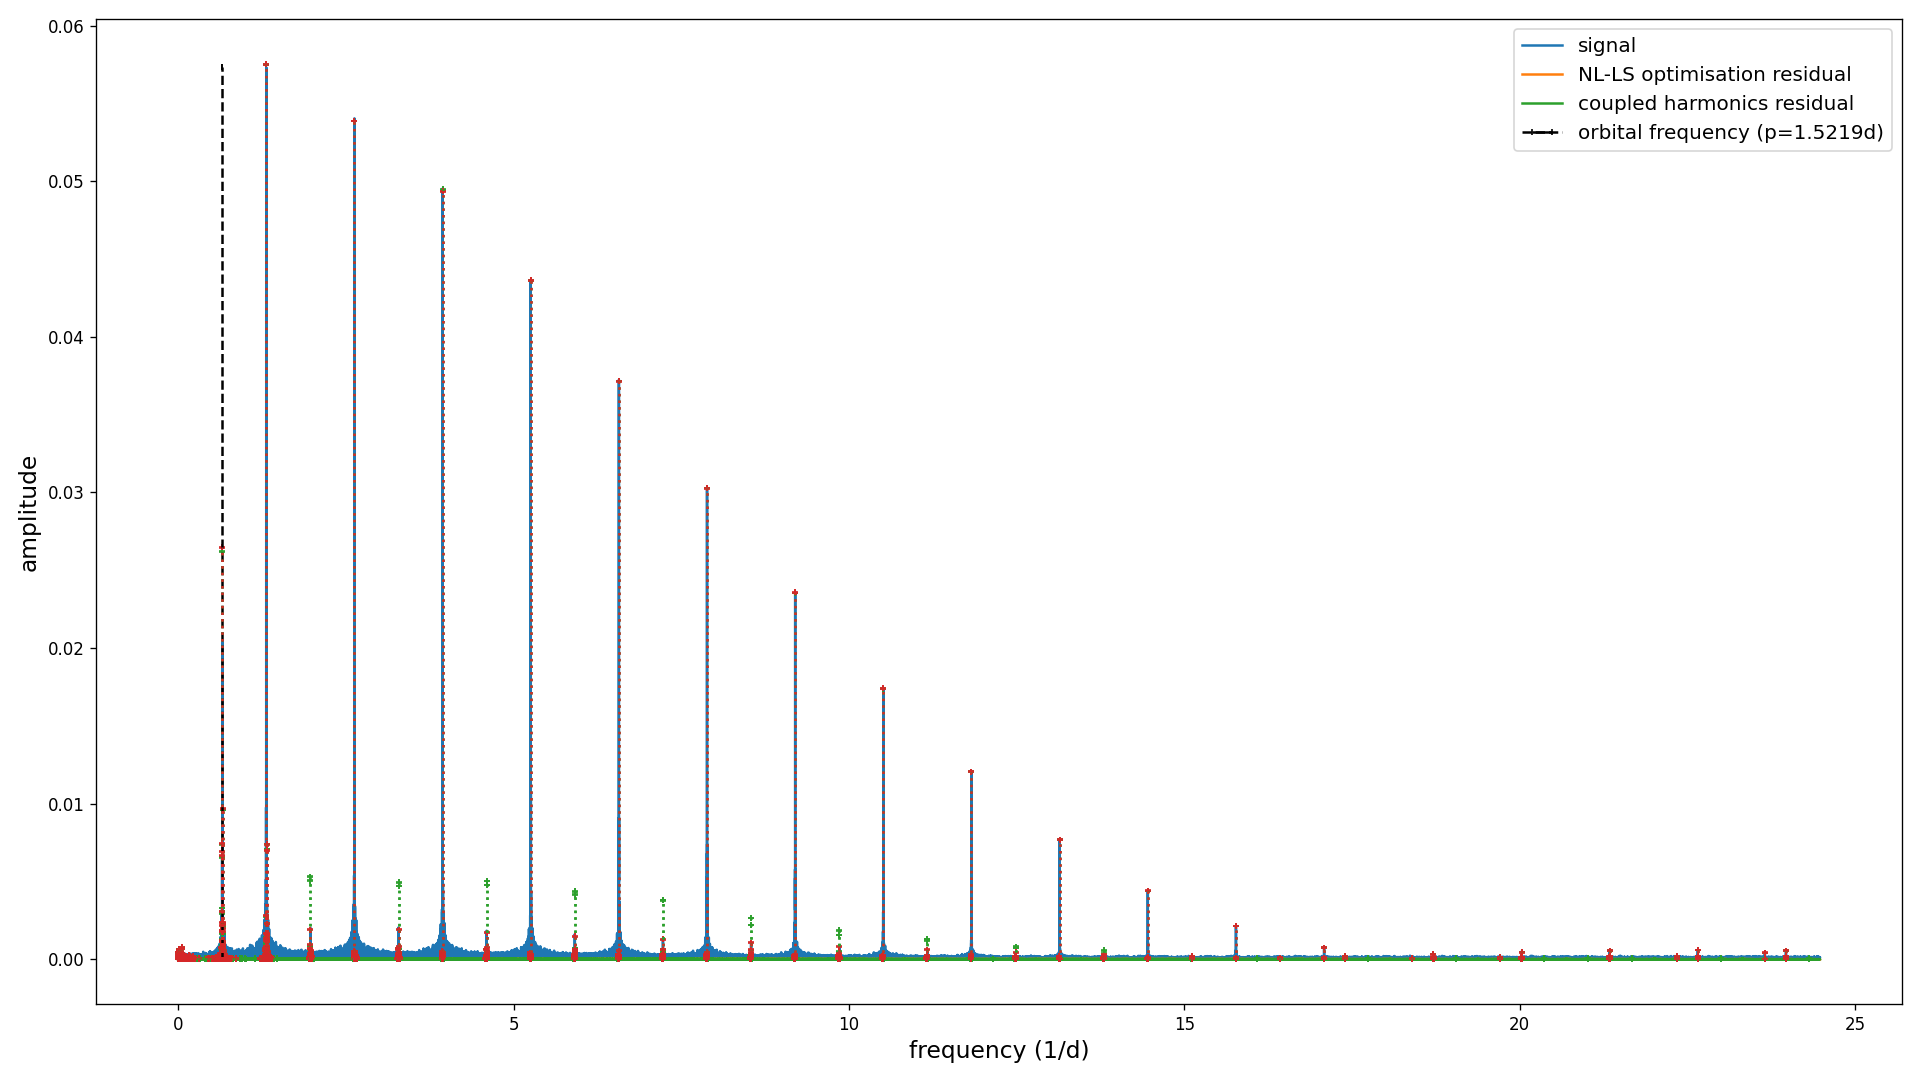 signal
NL-LS optimisation residual
coupled harmonics residual
orbital frequency (p=1.5219d)
0.06
0.05
0.04
0.03
0.02
0.01
0.00
amplitude
0 5 10 15 20 25
frequency (1/d)